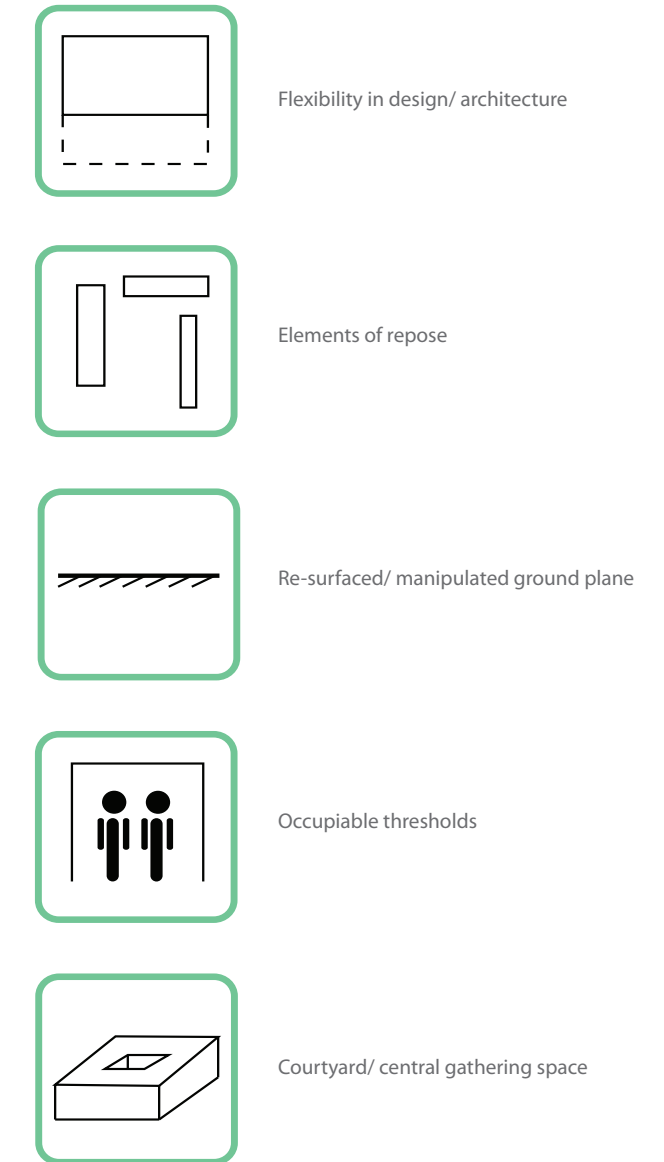 Flexibility in design/ architecture
Elements of repose
Re-surfaced/ manipulated ground plane
Occupiable thresholds
Courtyard/ central gathering space